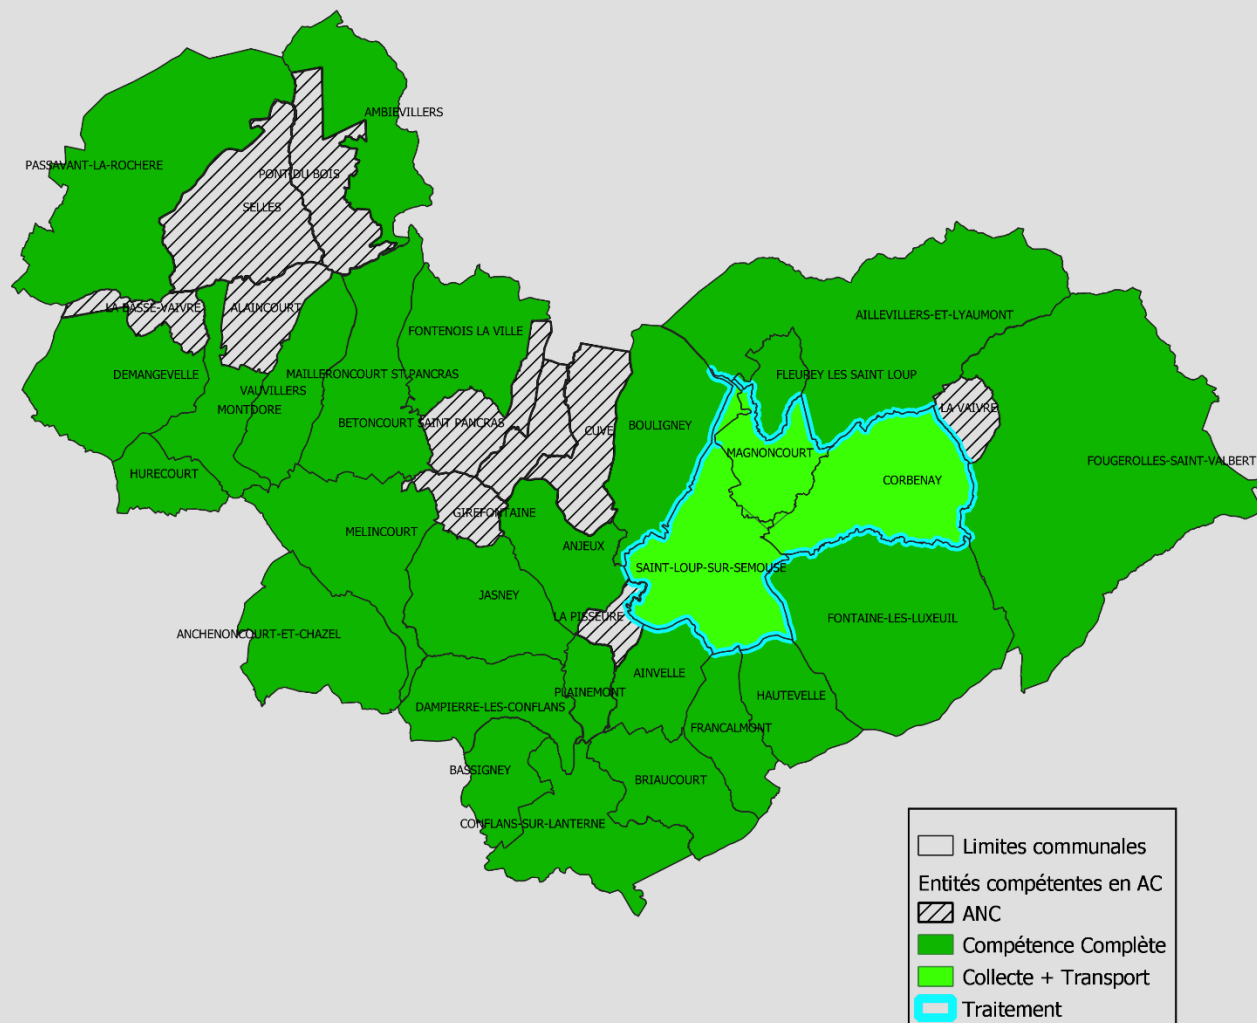 AMBIEVILLERS
PASSAVANT-LA-ROCHERE
PONT DU BOIS
SELLES
LA BASSE-VAIVRE
ALAINCOURT
AILLEVILLERS-ET-LYAUMONT
FONTENOIS LA VILLE
DEMANGEVELLE
MAILLERONCOURT ST PANCRAS
FLEUREY LES SAINT LOUP
VAUVILLERS
MONTDORE
LA VAIVRE
BETONCOURT SAINT PANCRAS
CUVE
BOULIGNEY
MAGNONCOURT
FOUGEROLLES-SAINT-VALBERT
HURECOURT
CORBENAY
GIREFONTAINE
MELINCOURT
ANJEUX
SAINT-LOUP-SUR-SEMOUSE
JASNEY
LA PISSEURE
FONTAINE-LES-LUXEUIL
ANCHENONCOURT-ET-CHAZEL
AINVELLE
PLAINEMONT
HAUTEVELLE
DAMPIERRE-LES-CONFLANS
FRANCALMONT
BASSIGNEY
BRIAUCOURT
CONFLANS-SUR-LANTERNE
Limites communales
Entités compétentes en AC
ANC
Compétence Complète
Collecte + Transport
Traitement